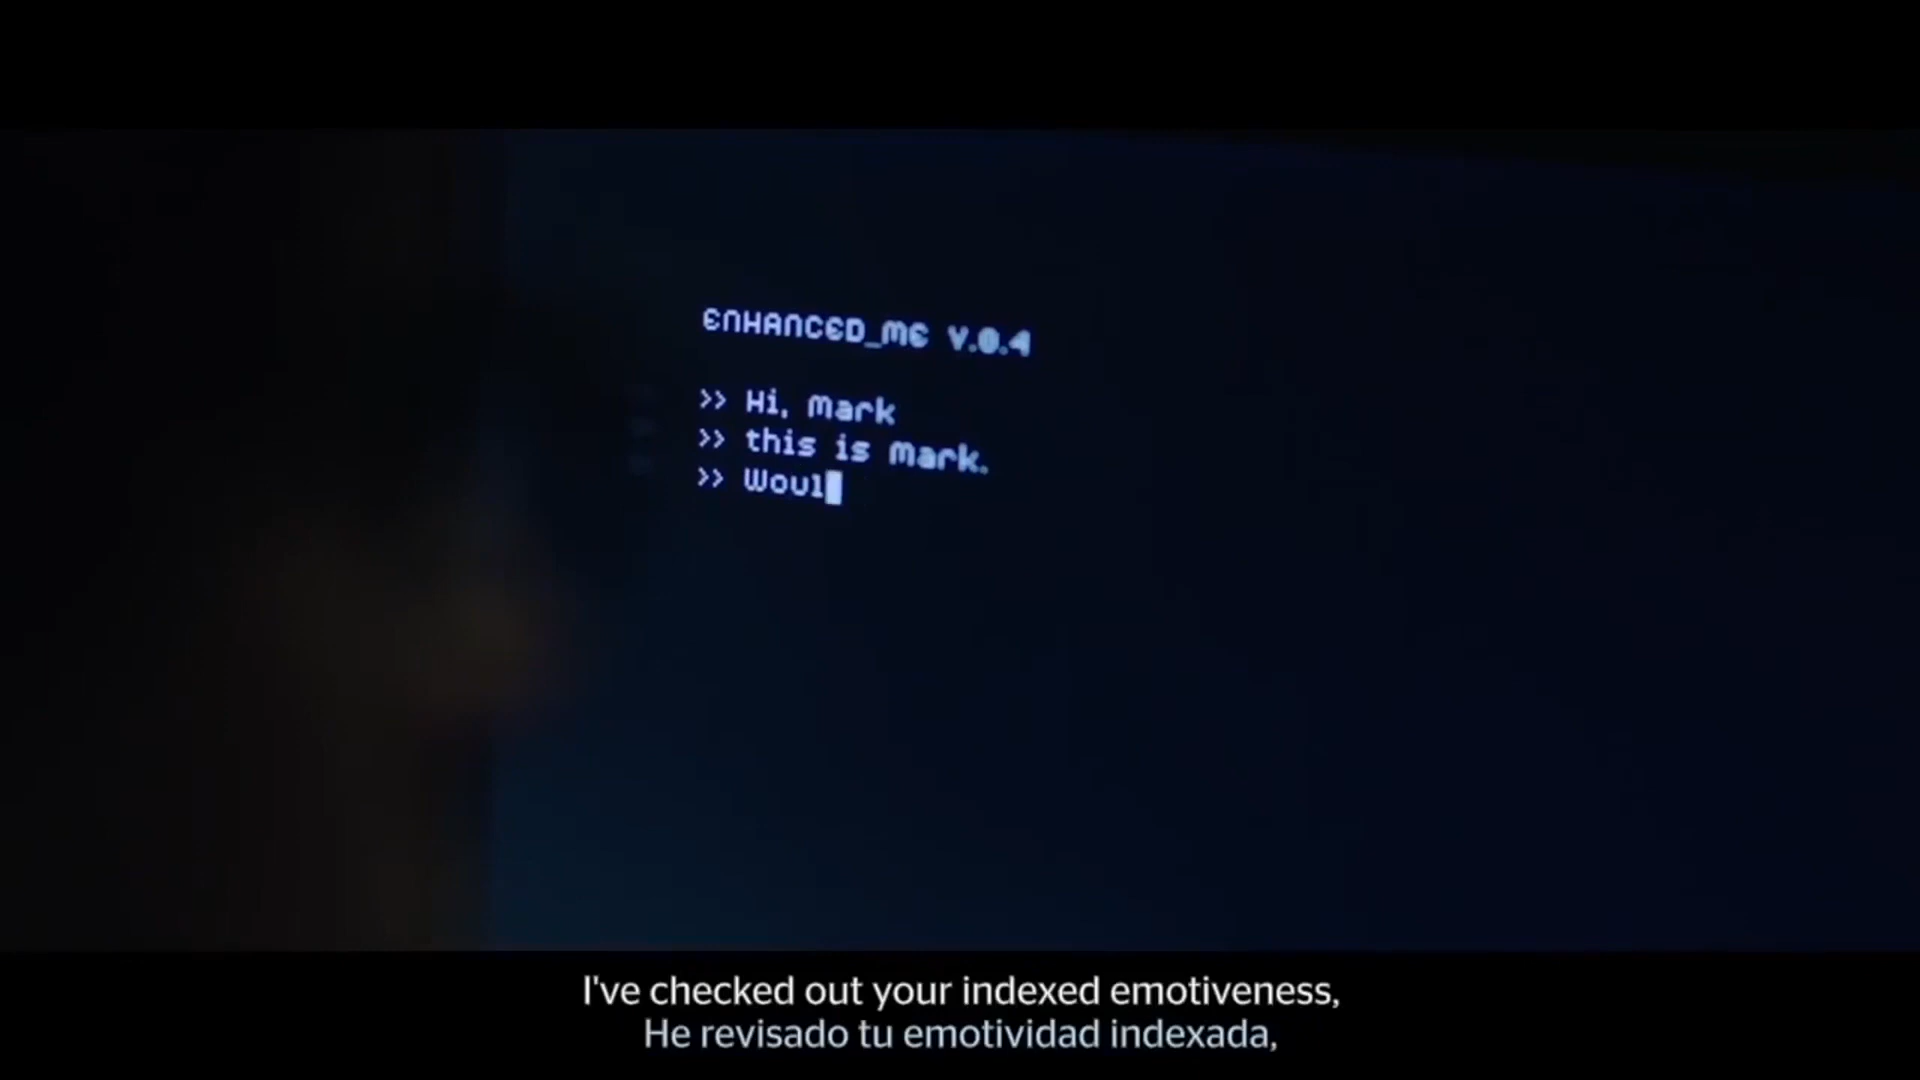 ENHANCED_ME V.0.4
>> Hi, Mark
>> this is Mark.
>> Woul
I've checked out your indexed emotiveness,
He revisado tu emotividad indexada,